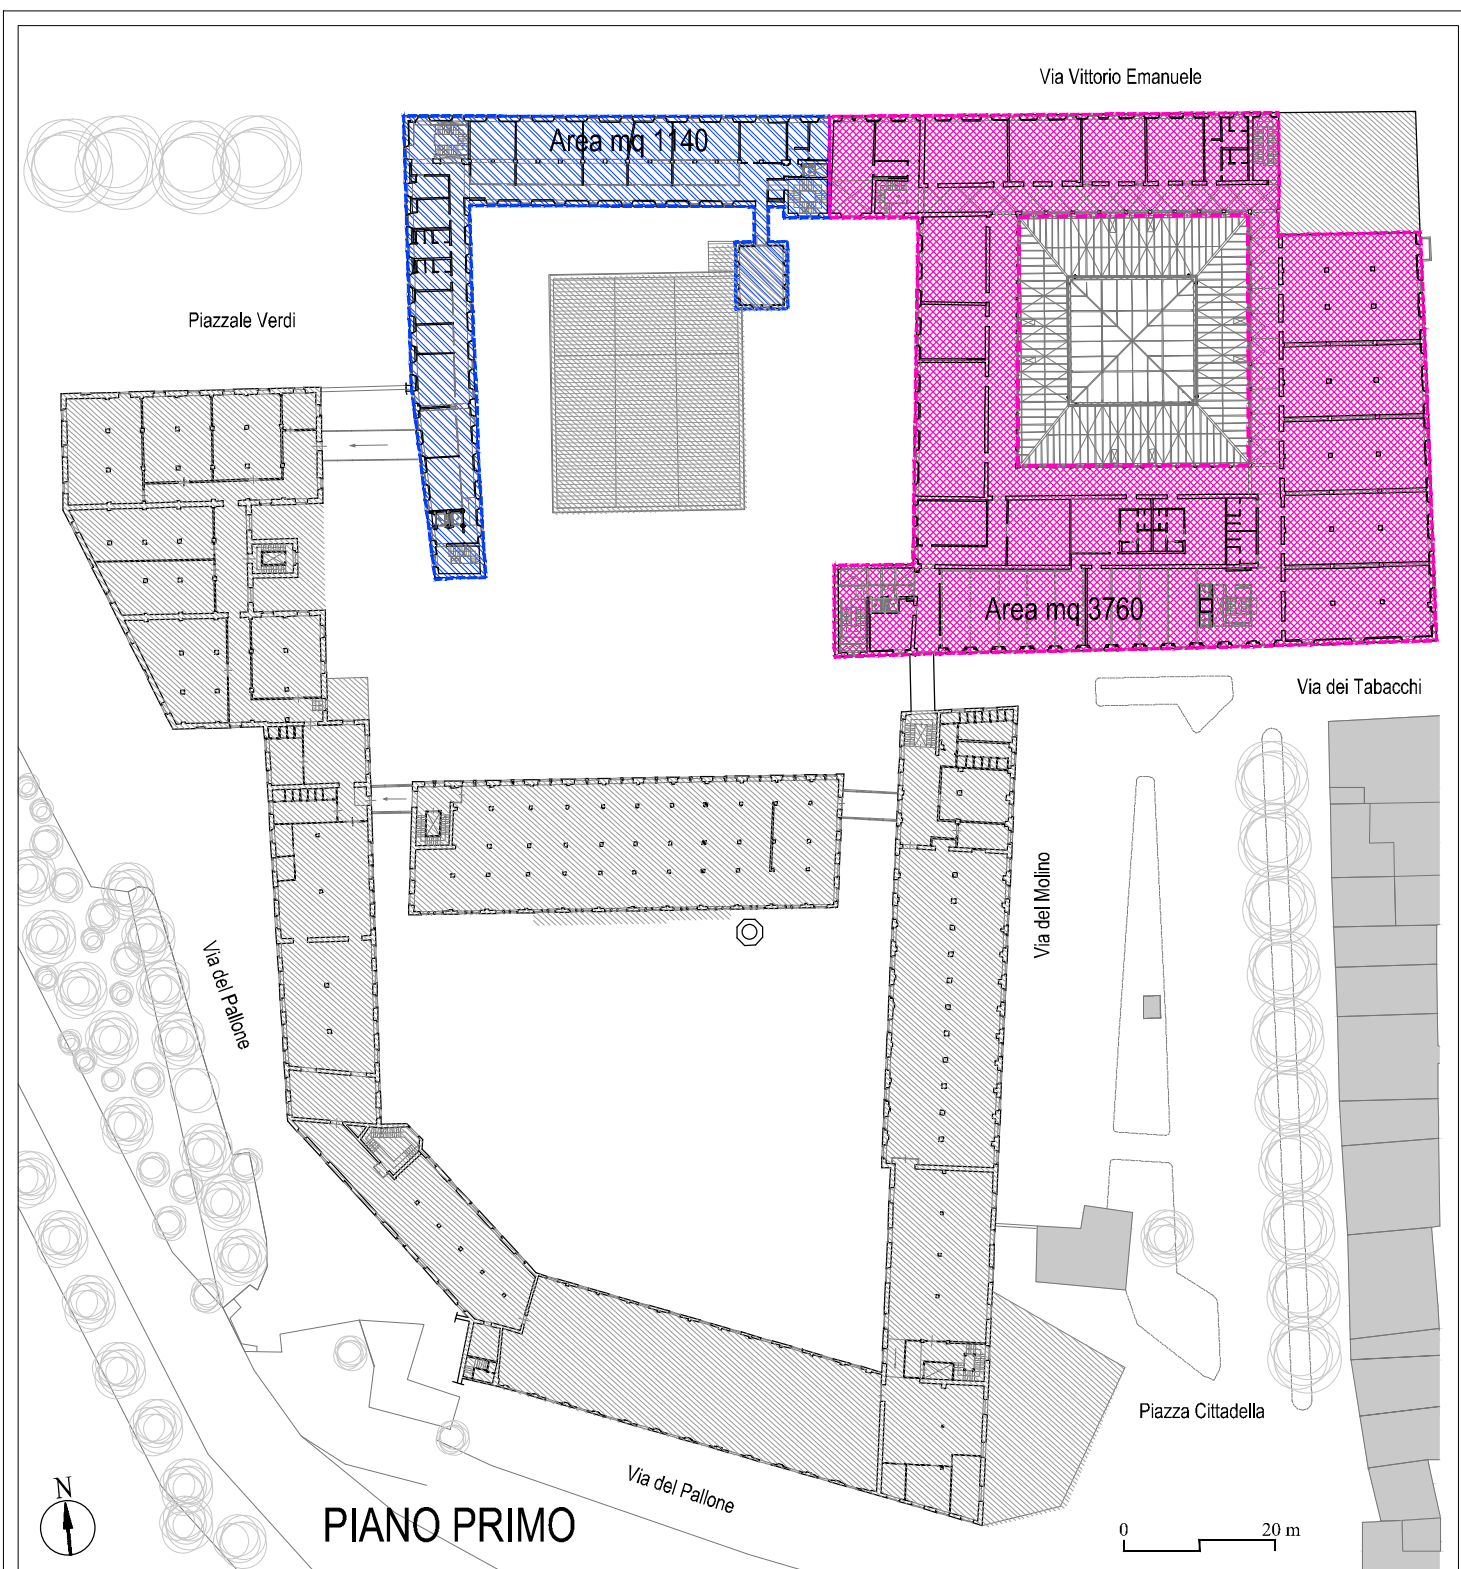 Via Vittorio Emanuele
Area mq 1140
Piazzale Verdi
Area mq 3760
Via dei Tabacchi
Via del Molino
Via del Pallone
Piazza Cittadella
Via del Pallone
N
PIANO PRIMO
0 20 m